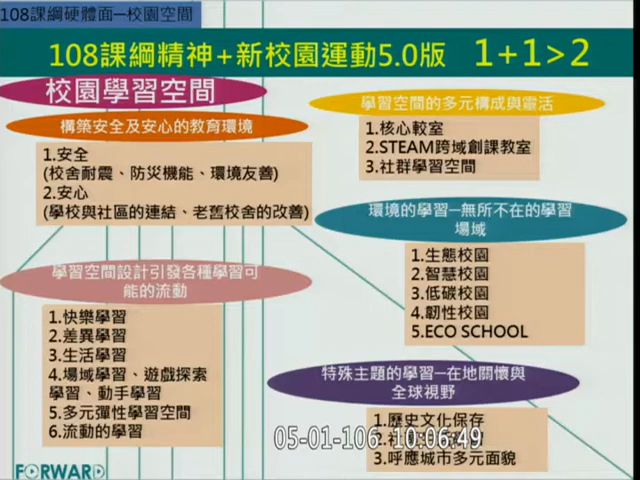 108課綱硬體面─校園空間
108課綱精神+新校園運動5.0版 1+1>2
校園學習空間
構築安全及安心的教育環境
1.安全
(校舍耐震、防災機能、環境友善)
2.安心
(學校與社區的連結、老舊校舍的改善)
學習空間設計引發各種學習可
能的流動
1.快樂學習
2.差異學習
3.生活學習
4.場域學習、遊戲探索
學習、動手學習
5.多元彈性學習空間
6.流動的學習
學習空間的多元構成與靈活
1.核心較室
2.STEAM跨域創課教室
3.社群學習空間
環境的學習─無所不在的學習
場域
1.生態校園
2.智慧校園
3.低碳校園
4.韌性校園
5.ECO SCHOOL
特殊主題的學習─在地關懷與
全球視野
1.歷史文化保存
2.社
3.呼應城市多元面貌
05-01-106 10:06:49
FORWARD